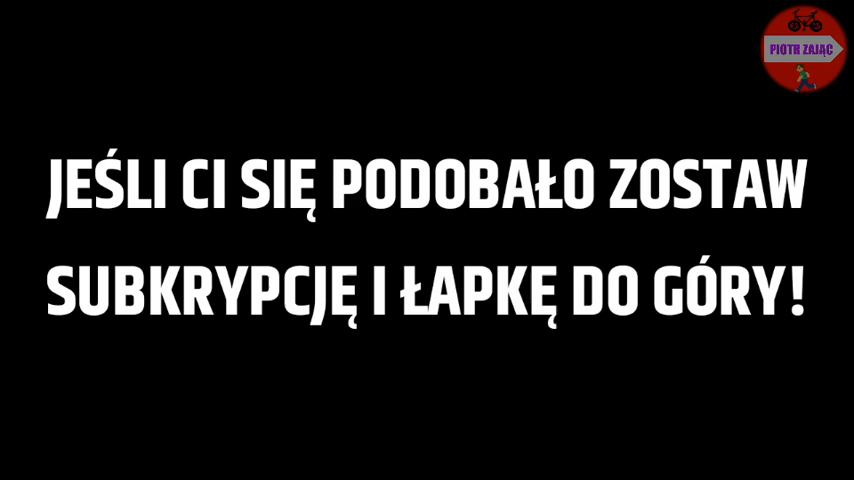 PIOTR ZAJĄC
JEŚLI CI SIĘ PODOBAŁO ZOSTAW
SUBKRYPCJĘ I ŁAPKĘ DO GÓRY!